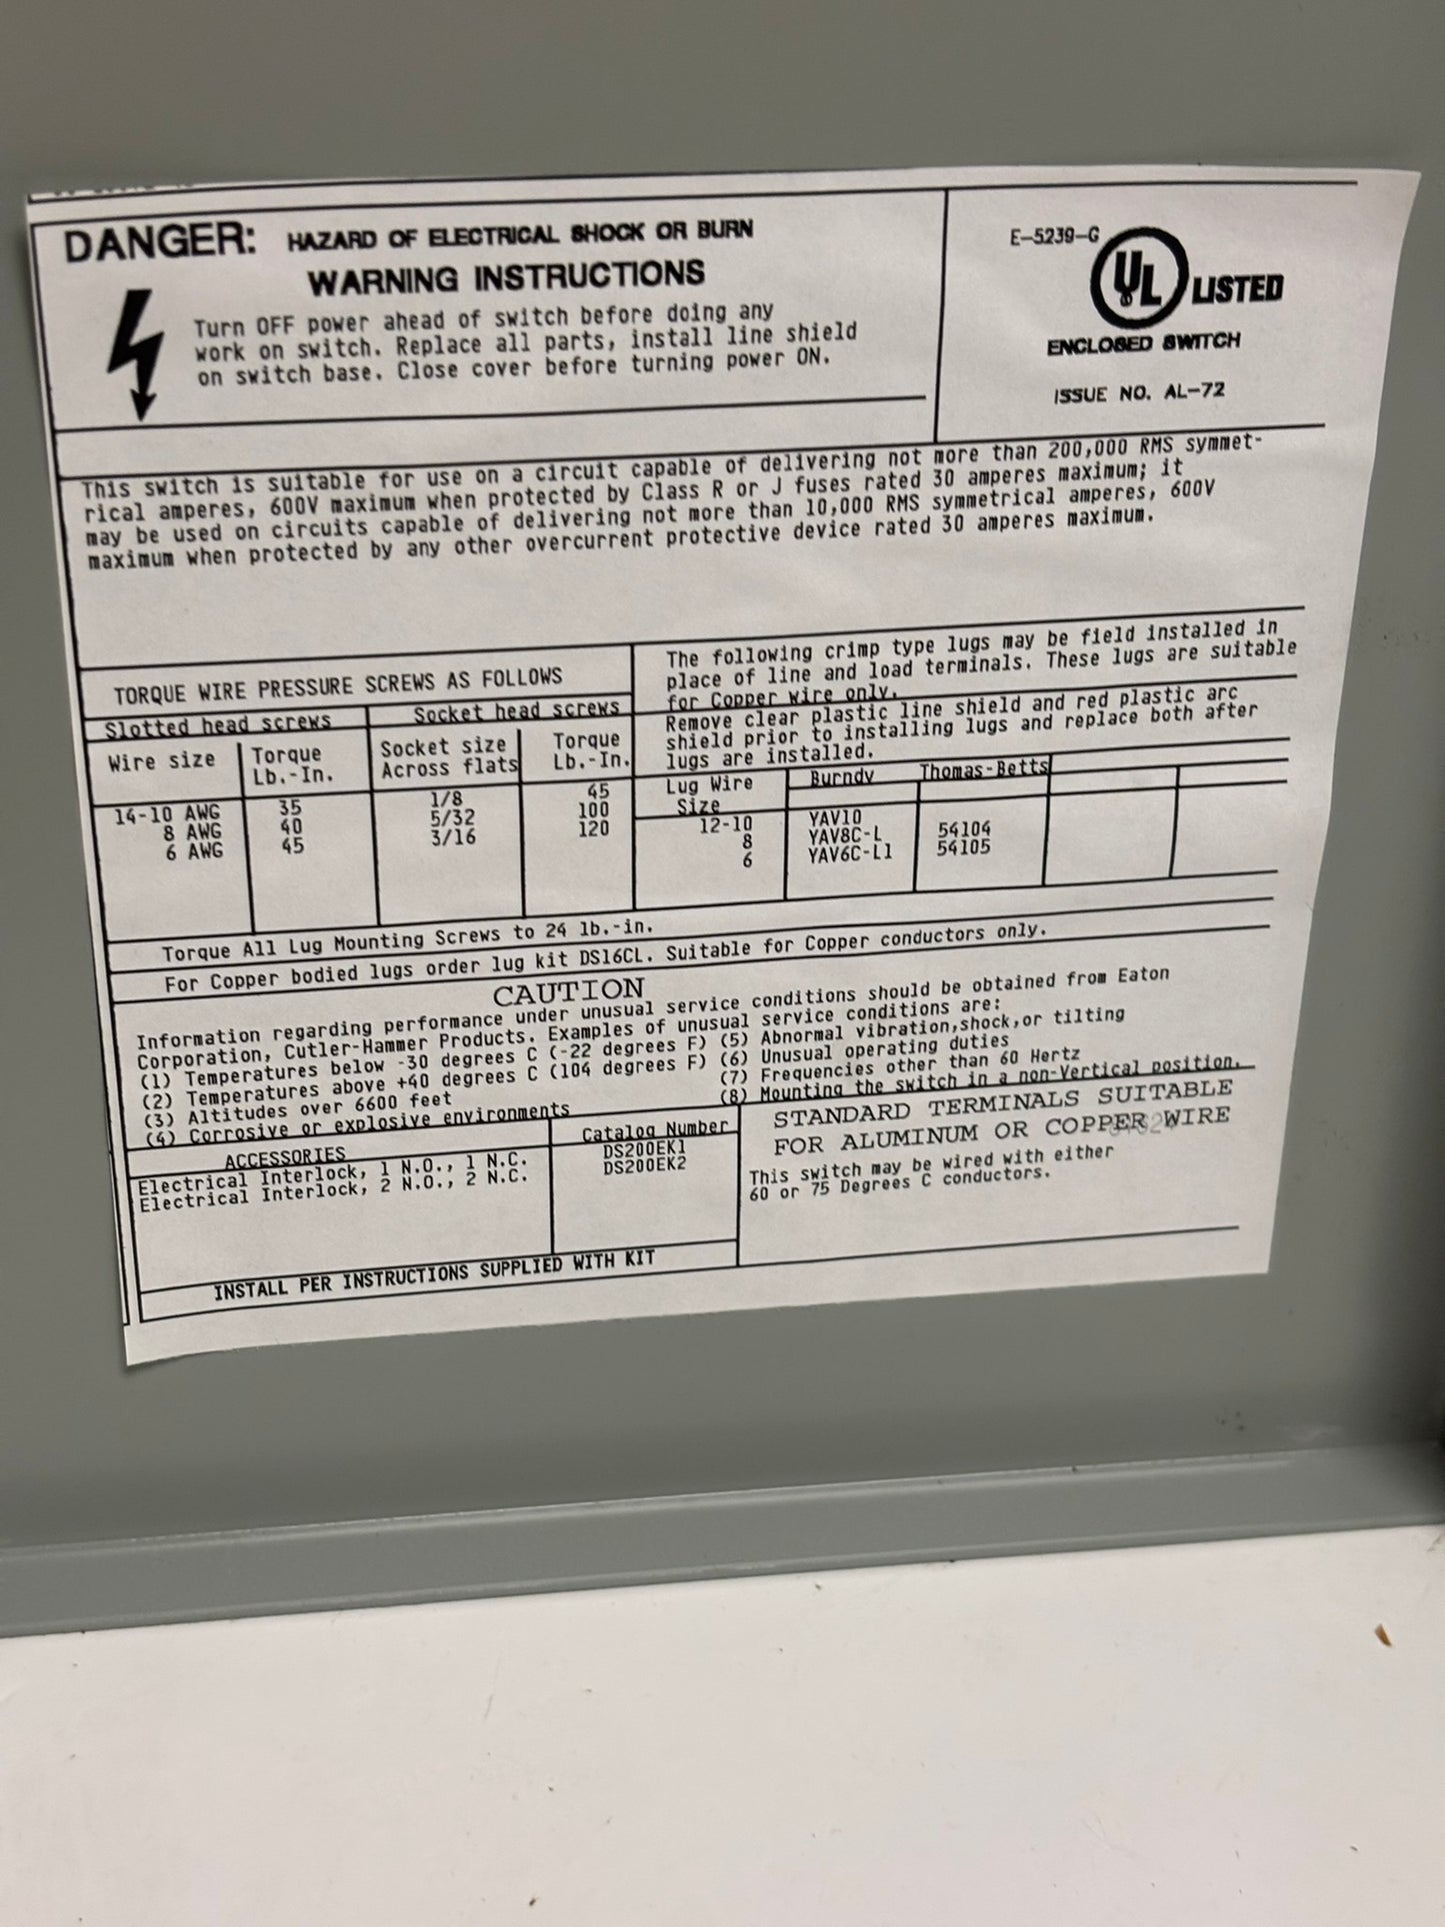 DANGER: HAZARD OF ELECTRICAL SHOCK OR BURN
WARNING INSTRUCTIONS
Turn OFF power ahead of switch before doing any
work on switch. Replace all parts, install line shield
on switch base. Close cover before turning power ON.
E-5239-G
UL LISTED
ENCLOSED SWITCH
ISSUE NO. AL-72
This switch is suitable for use on a circuit capable of delivering not more than 200,000 RMS symmet-
rical amperes, 600V maximum when protected by Class R or J fuses rated 30 amperes maximum; it
may be used on circuits capable of delivering not more than 10,000 RMS symmetrical amperes, 600V
maximum when protected by any other overcurrent protective device rated 30 amperes maximum.
TORQUE WIRE PRESSURE SCREWS AS FOLLOWS
Slotted head screws Socket head screws
Wire size Torque Lb.-In. Socket size Across flats Torque Lb.-In.
14-10 AWG 35 1/8 45
8 AWG 40 5/32 100
6 AWG 45 3/16 120
The following crimp type lugs may be field installed in
place of line and load terminals. These lugs are suitable
for Copper wire only.
Remove clear plastic line shield and red plastic arc
shield prior to installing lugs and replace both after
lugs are installed.
Lug Wire Size Burndy Thomas-Betts
12-10 YAV10
8 YAV8C-L 54104
6 YAV6C-L1 54105
Torque All Lug Mounting Screws to 24 lb.-in.
For Copper bodied lugs order lug kit DS16CL. Suitable for Copper conductors only.
CAUTION
Information regarding performance under unusual service conditions should be obtained from Eaton
Corporation, Cutler-Hammer Products. Examples of unusual service conditions are:
(1) Temperatures below -30 degrees C (-22 degrees F) (5) Abnormal vibration,shock,or tilting
(2) Temperatures above +40 degrees C (104 degrees F) (6) Unusual operating duties
(3) Altitudes over 6600 feet (7) Frequencies other than 60 Hertz
(4) Corrosive or explosive environments (8) Mounting the switch in a non-Vertical position.
ACCESSORIES Catalog Number
Electrical Interlock, 1 N.O., 1 N.C. DS200EK1
Electrical Interlock, 2 N.O., 2 N.C. DS200EK2
INSTALL PER INSTRUCTIONS SUPPLIED WITH KIT
STANDARD TERMINALS SUITABLE
FOR ALUMINUM OR COPPER WIRE
This switch may be wired with either
60 or 75 Degrees C conductors.